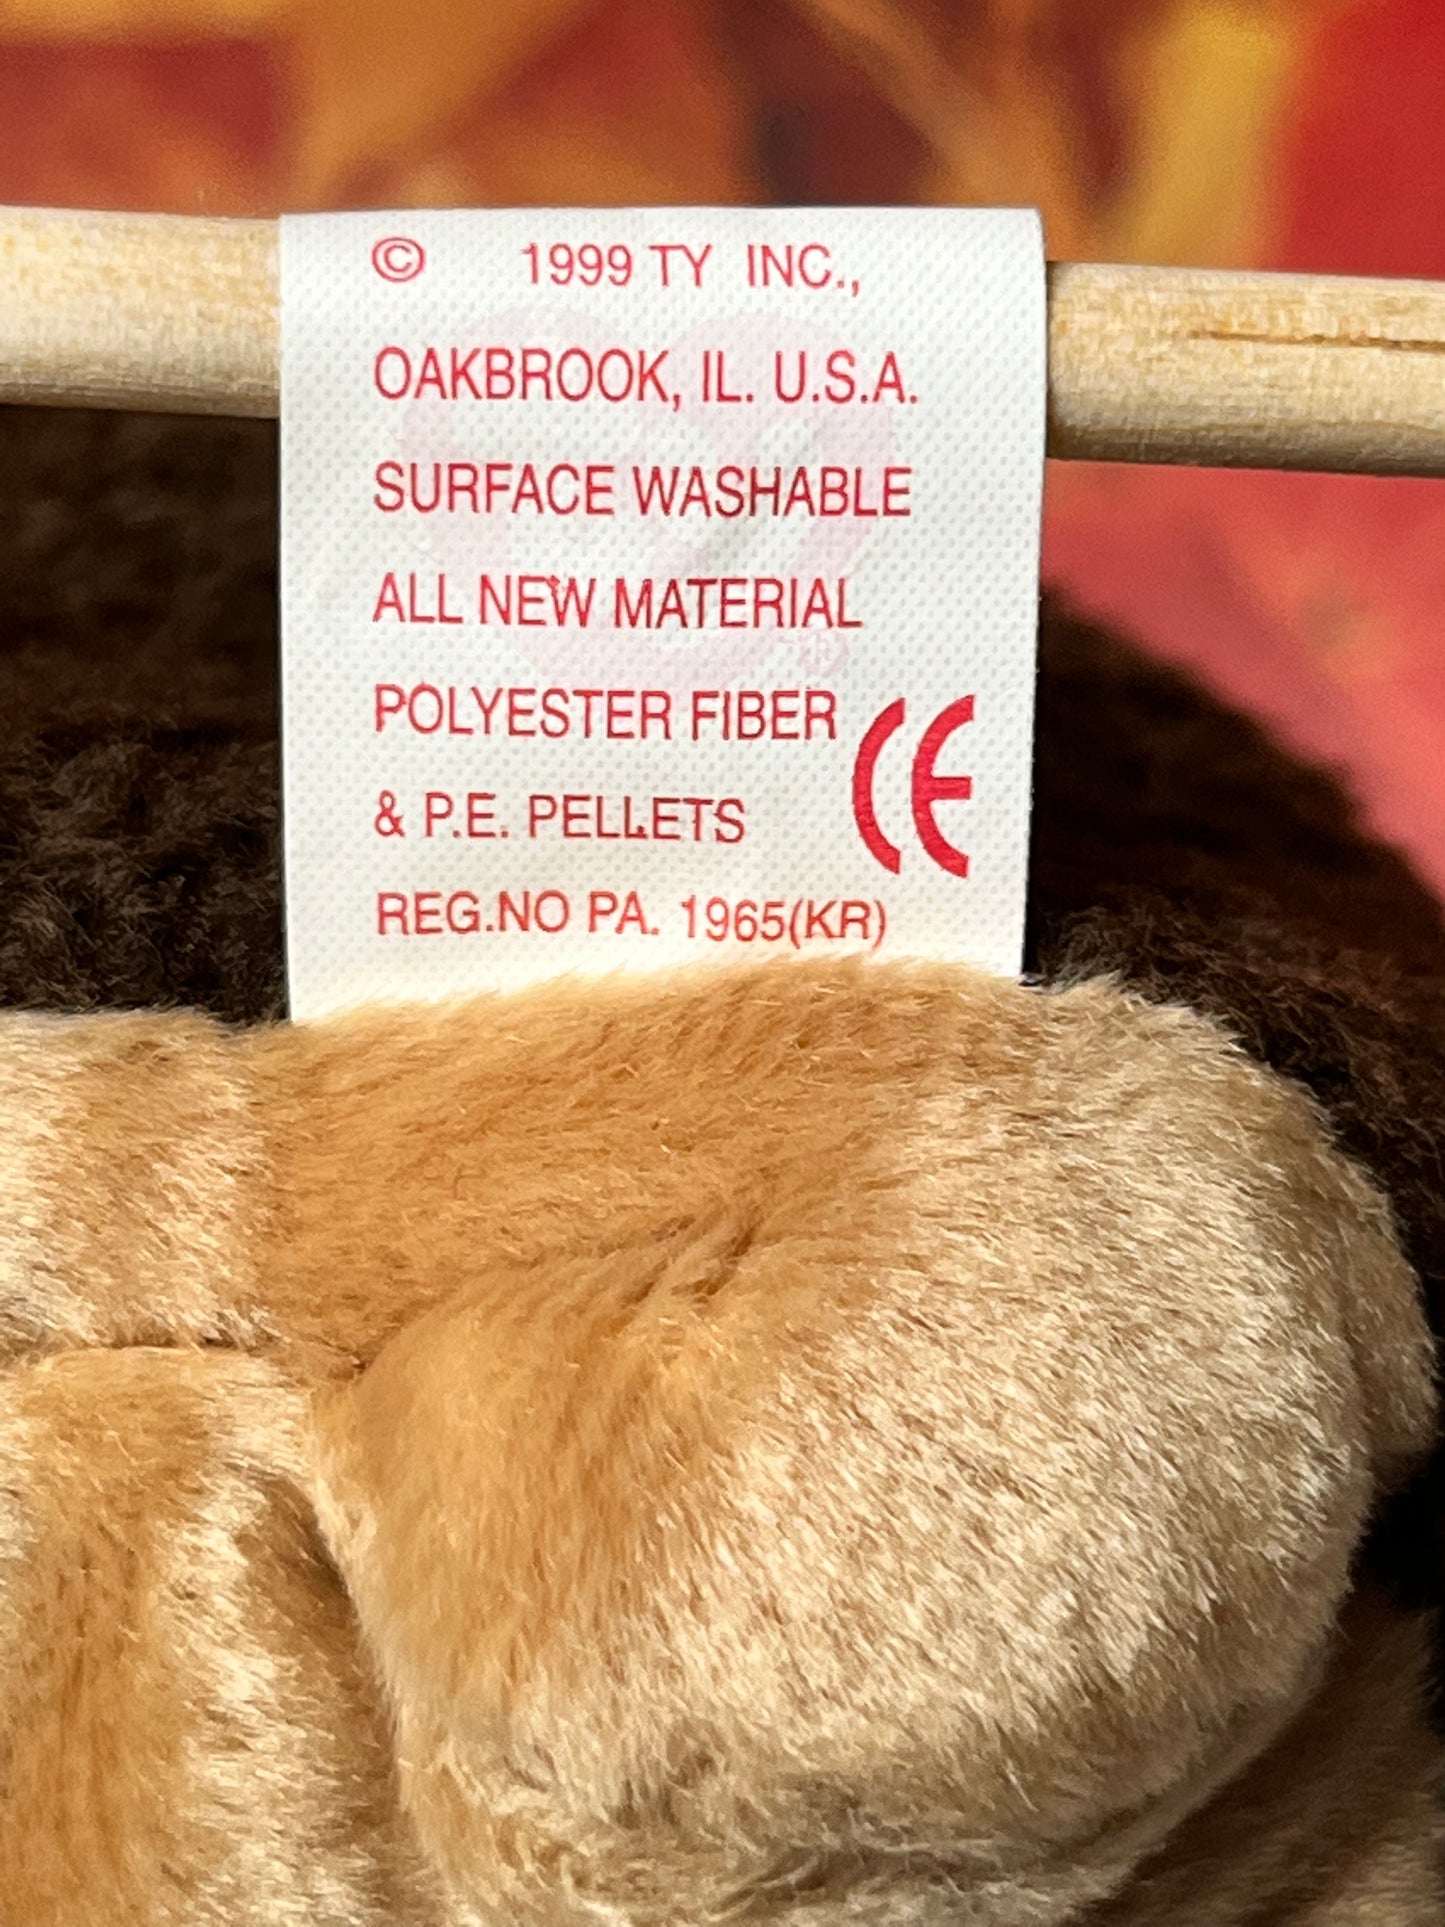 © 1999 TY INC.,
OAKBROOK, IL. U.S.A.
SURFACE WASHABLE
ALL NEW MATERIAL
POLYESTER FIBER
& P.E. PELLETS
CE
REG.NO PA. 1965(KR)